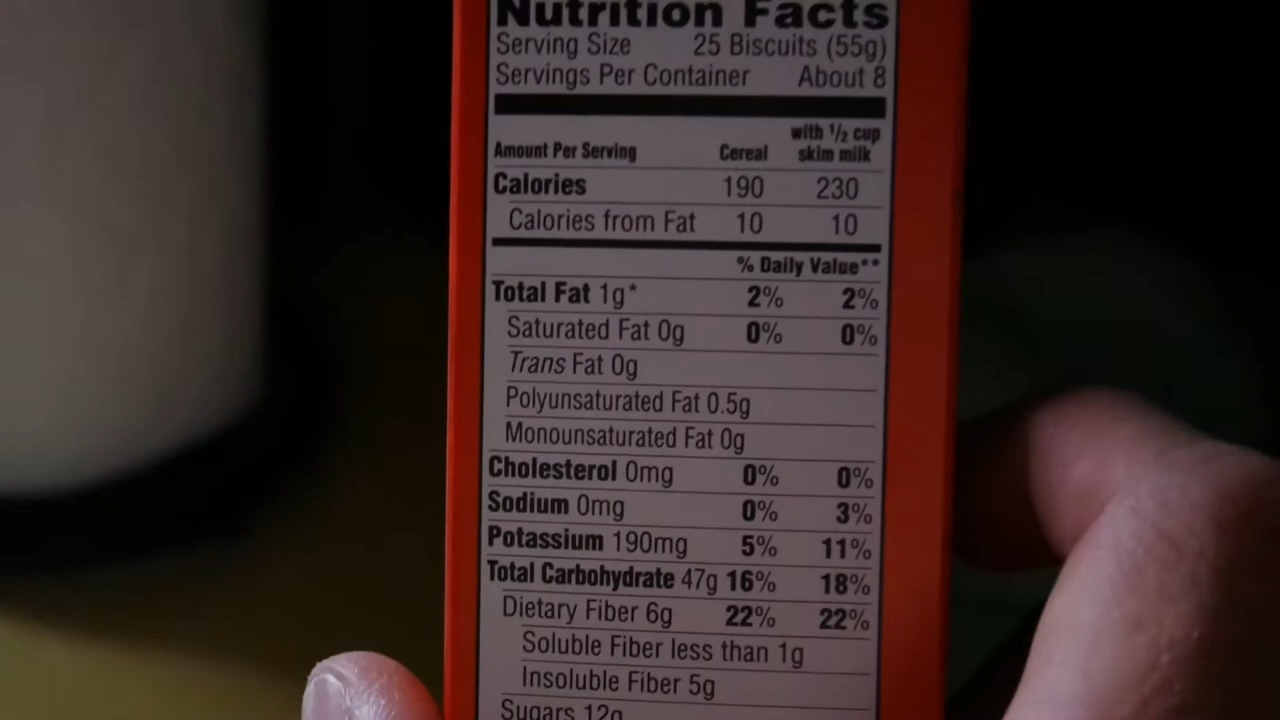 Nutrition Facts
Serving Size 25 Biscuits (55g)
Servings Per Container About 8
with 1/2 cup
Amount Per Serving Cereal skim milk
Calories 190 230
Calories from Fat 10 10
% Daily Value**
Total Fat 1g* 2% 2%
Saturated Fat 0g 0% 0%
Trans Fat 0g
Polyunsaturated Fat 0.5g
Monounsaturated Fat 0g
Cholesterol 0mg 0% 0%
Sodium 0mg 0% 3%
Potassium 190mg 5% 11%
Total Carbohydrate 47g 16% 18%
Dietary Fiber 6g 22% 22%
Soluble Fiber less than 1g
Insoluble Fiber 5g
Sugars 12g